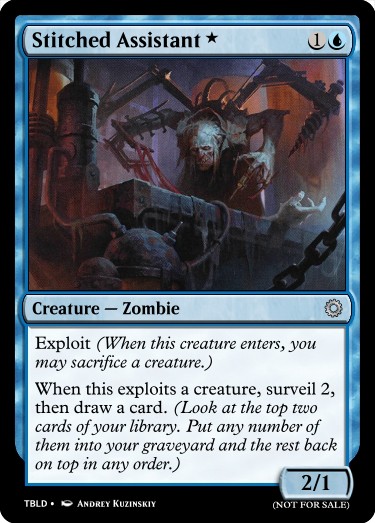 Stitched Assistant ★ 1
Creature — Zombie
Exploit (When this creature enters, you
may sacrifice a creature.)
When this exploits a creature, surveil 2,
then draw a card. (Look at the top two
cards of your library. Put any number of
them into your graveyard and the rest back
on top in any order.)
2/1
TBLD • Andrey Kuzinskiy
(NOT FOR SALE)